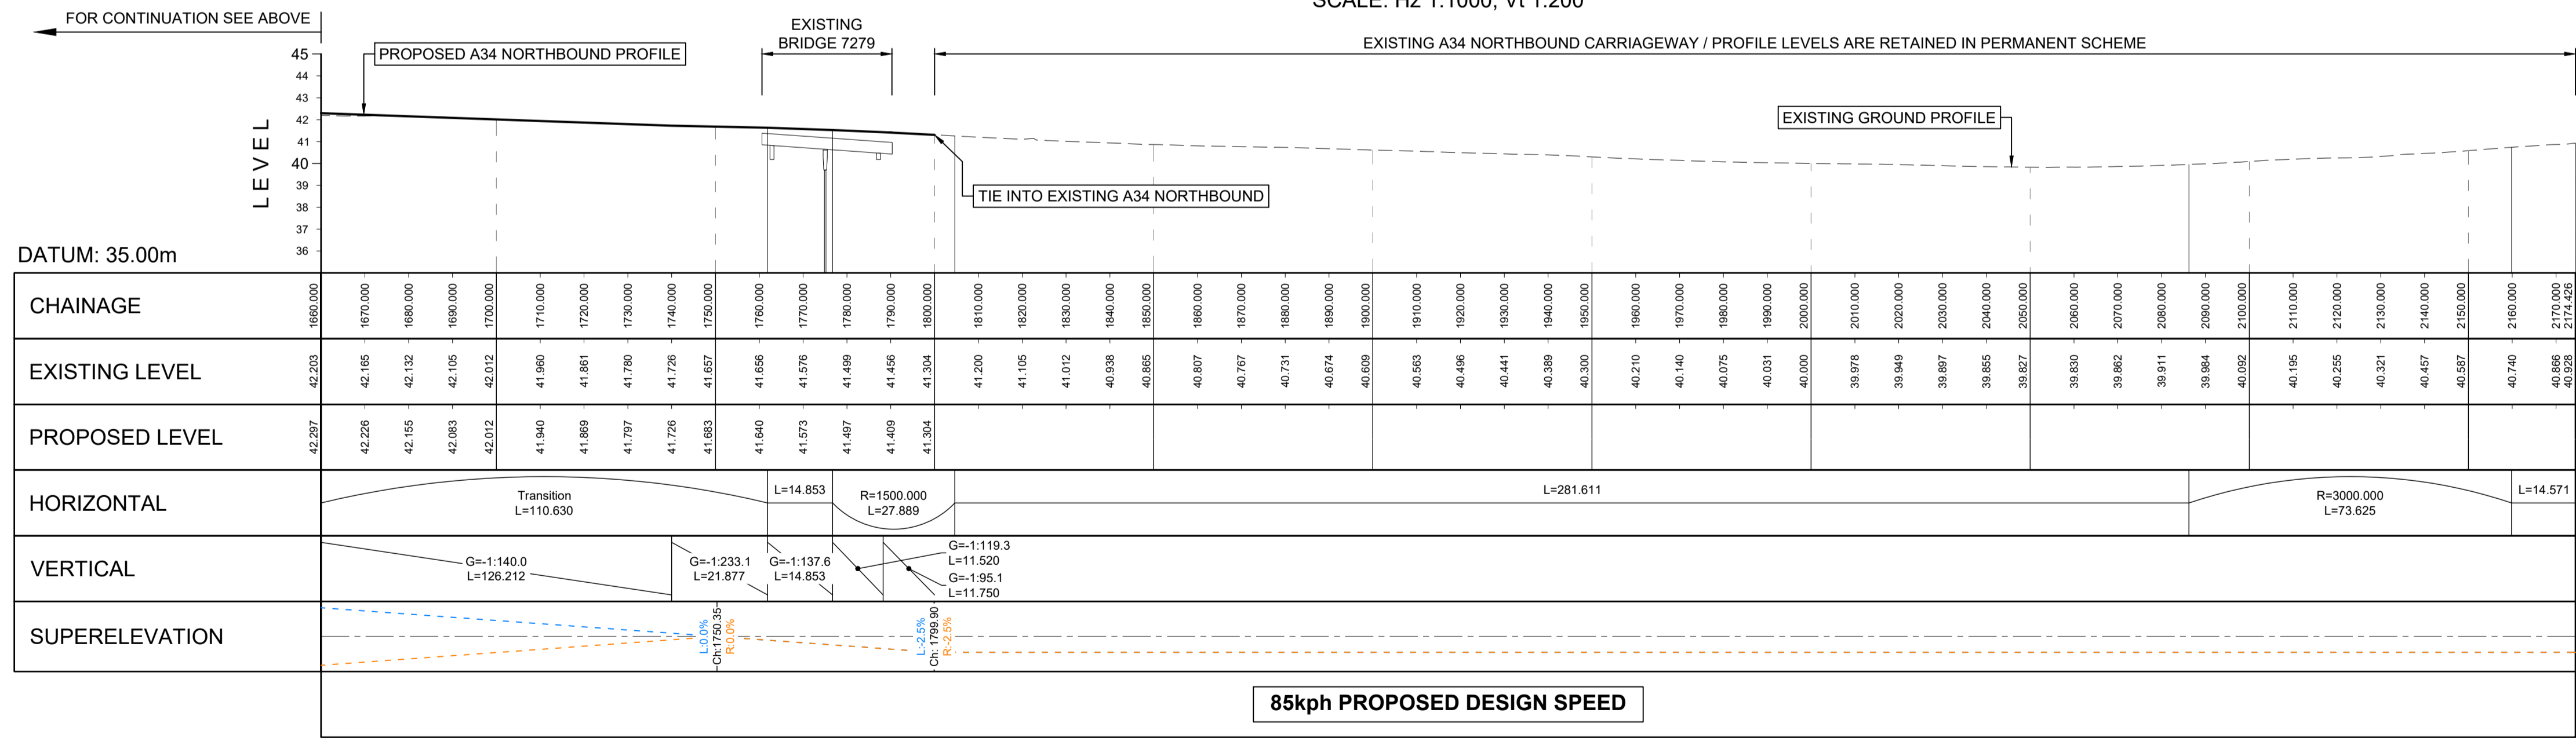 SCALE: Hz 1:1000, Vt 1:200
FOR CONTINUATION SEE ABOVE
PROPOSED A34 NORTHBOUND PROFILE
EXISTING
BRIDGE 7279
EXISTING A34 NORTHBOUND CARRIAGEWAY / PROFILE LEVELS ARE RETAINED IN PERMANENT SCHEME
EXISTING GROUND PROFILE
TIE INTO EXISTING A34 NORTHBOUND
LEVEL
45
44
43
42
41
40
39
38
37
36
DATUM: 35.00m
CHAINAGE
1660.000 1670.000 1680.000 1690.000 1700.000 1710.000 1720.000 1730.000 1740.000 1750.000 1760.000 1770.000 1780.000 1790.000 1800.000 1810.000 1820.000 1830.000 1840.000 1850.000 1860.000 1870.000 1880.000 1890.000 1900.000 1910.000 1920.000 1930.000 1940.000 1950.000 1960.000 1970.000 1980.000 1990.000 2000.000 2010.000 2020.000 2030.000 2040.000 2050.000 2060.000 2070.000 2080.000 2090.000 2100.000 2110.000 2120.000 2130.000 2140.000 2150.000 2160.000 2170.000 2174.426
EXISTING LEVEL
42.203 42.165 42.132 42.105 42.012 41.960 41.861 41.780 41.726 41.657 41.656 41.576 41.499 41.456 41.304 41.200 41.105 41.012 40.938 40.865 40.807 40.767 40.731 40.674 40.609 40.563 40.496 40.441 40.389 40.300 40.210 40.140 40.075 40.031 40.000 39.978 39.949 39.897 39.855 39.827 39.830 39.862 39.911 39.984 40.092 40.195 40.255 40.321 40.457 40.587 40.740 40.866 40.928
PROPOSED LEVEL
42.297 42.226 42.155 42.083 42.012 41.940 41.869 41.797 41.726 41.683 41.640 41.573 41.497 41.409 41.304
HORIZONTAL
Transition
L=110.630
L=14.853
R=1500.000
L=27.889
L=281.611
R=3000.000
L=73.625
L=14.571
VERTICAL
G=-1:140.0
L=126.212
G=-1:233.1
L=21.877
G=-1:137.6
L=14.853
G=-1:119.3
L=11.520
G=-1:95.1
L=11.750
SUPERELEVATION
L:0.0%
Ch:1750.35
R:0.0%
L:-2.5%
Ch: 1799.90
R:-2.5%
85kph PROPOSED DESIGN SPEED